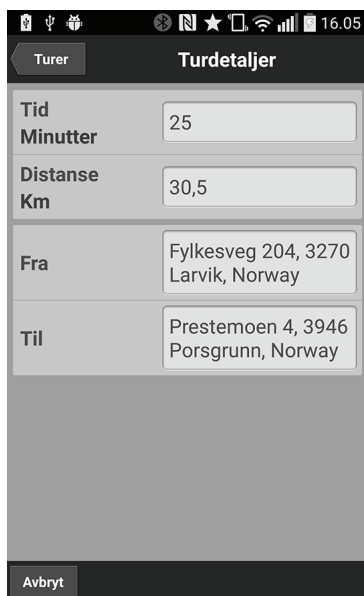 16.05
Turer
Turdetaljer
Tid
Minutter
25
Distanse
Km
30,5
Fra
Fylkesveg 204, 3270
Larvik, Norway
Til
Prestemoen 4, 3946
Porsgrunn, Norway
Avbryt